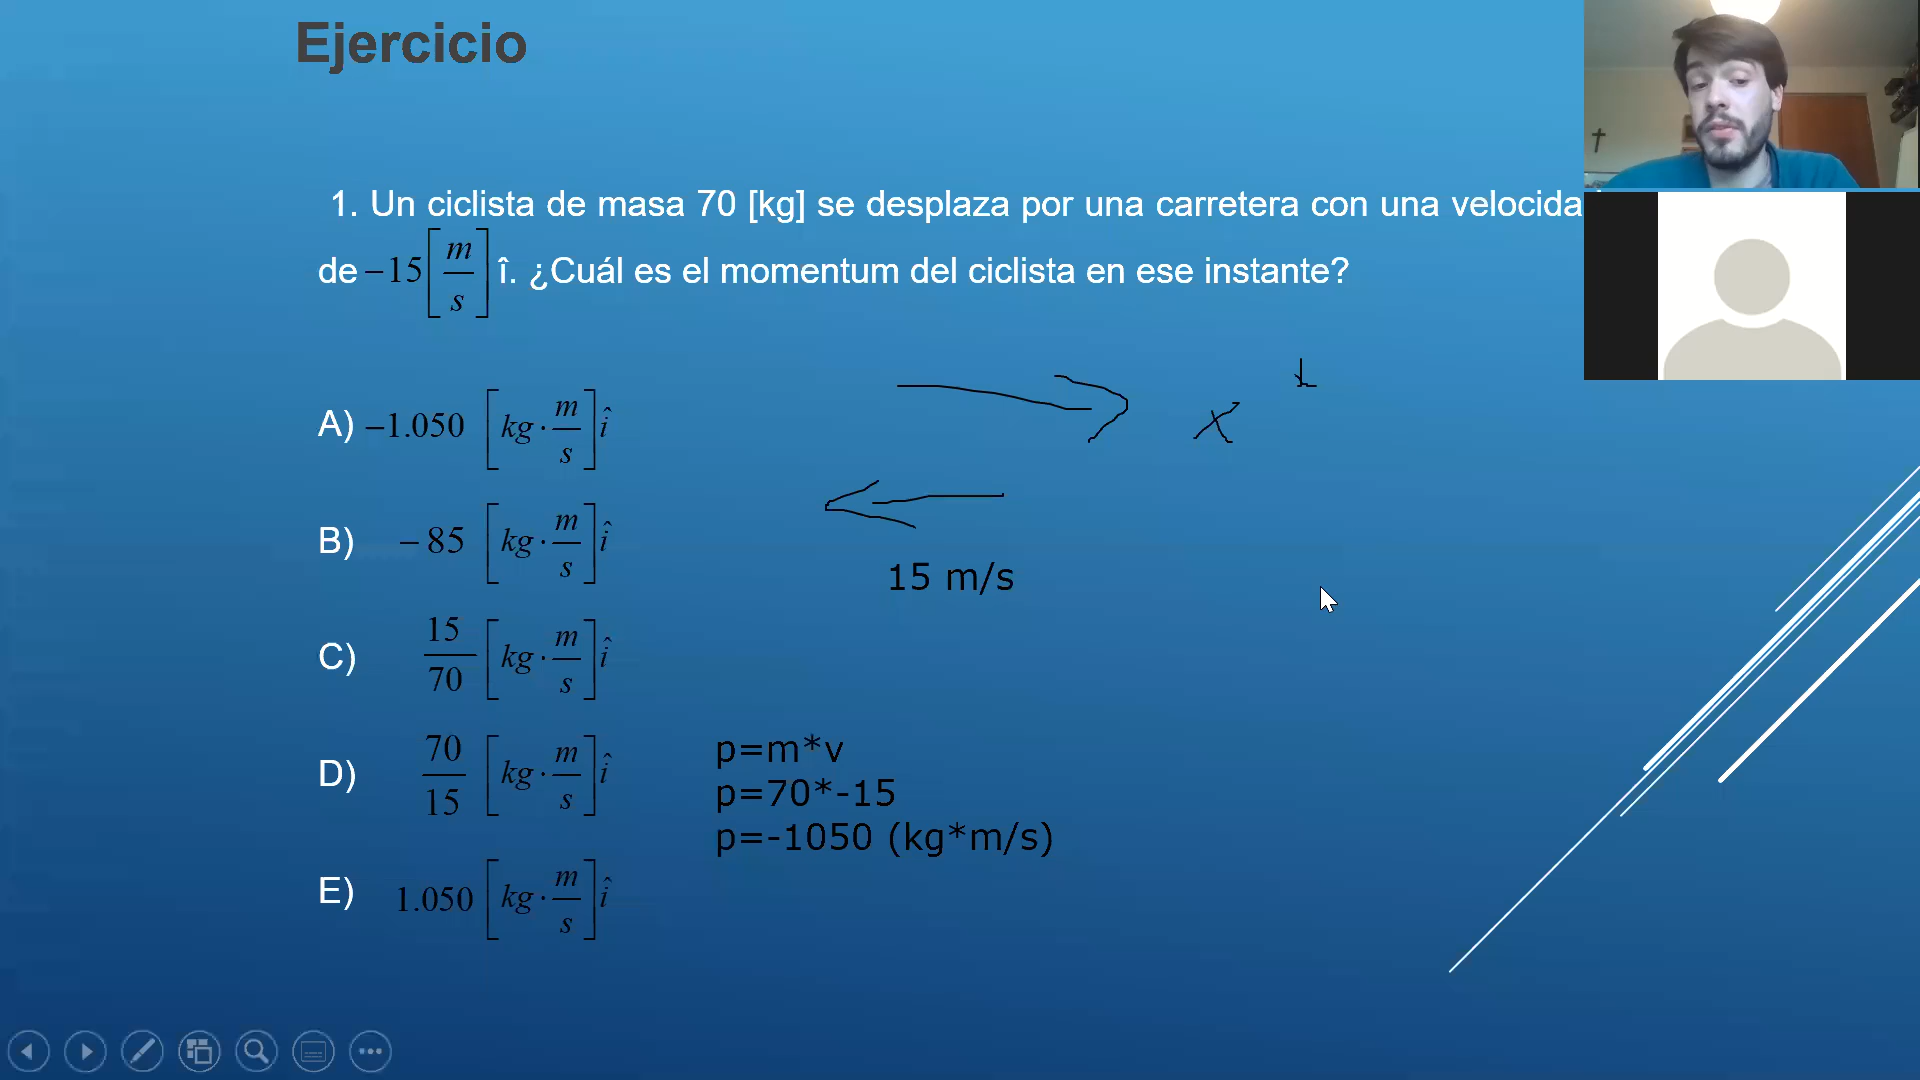 Ejercicio
1. Un ciclista de masa 70 [kg] se desplaza por una carretera con una velocida
de −15 [m/s] î. ¿Cuál es el momentum del ciclista en ese instante?
A) −1.050 [kg · m/s] î
B) − 85 [kg · m/s] î
15 m/s
C) 15/70 [kg · m/s] î
D) 70/15 [kg · m/s] î
E) 1.050 [kg · m/s] î
x
p=m*v
p=70*-15
p=-1050 (kg*m/s)